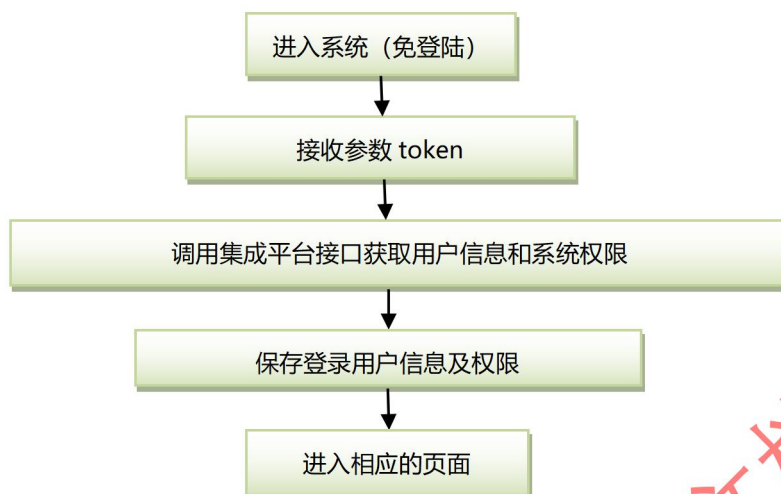 进入系统（免登陆）
接收参数 token
调用集成平台接口获取用户信息和系统权限
保存登录用户信息及权限
进入相应的页面